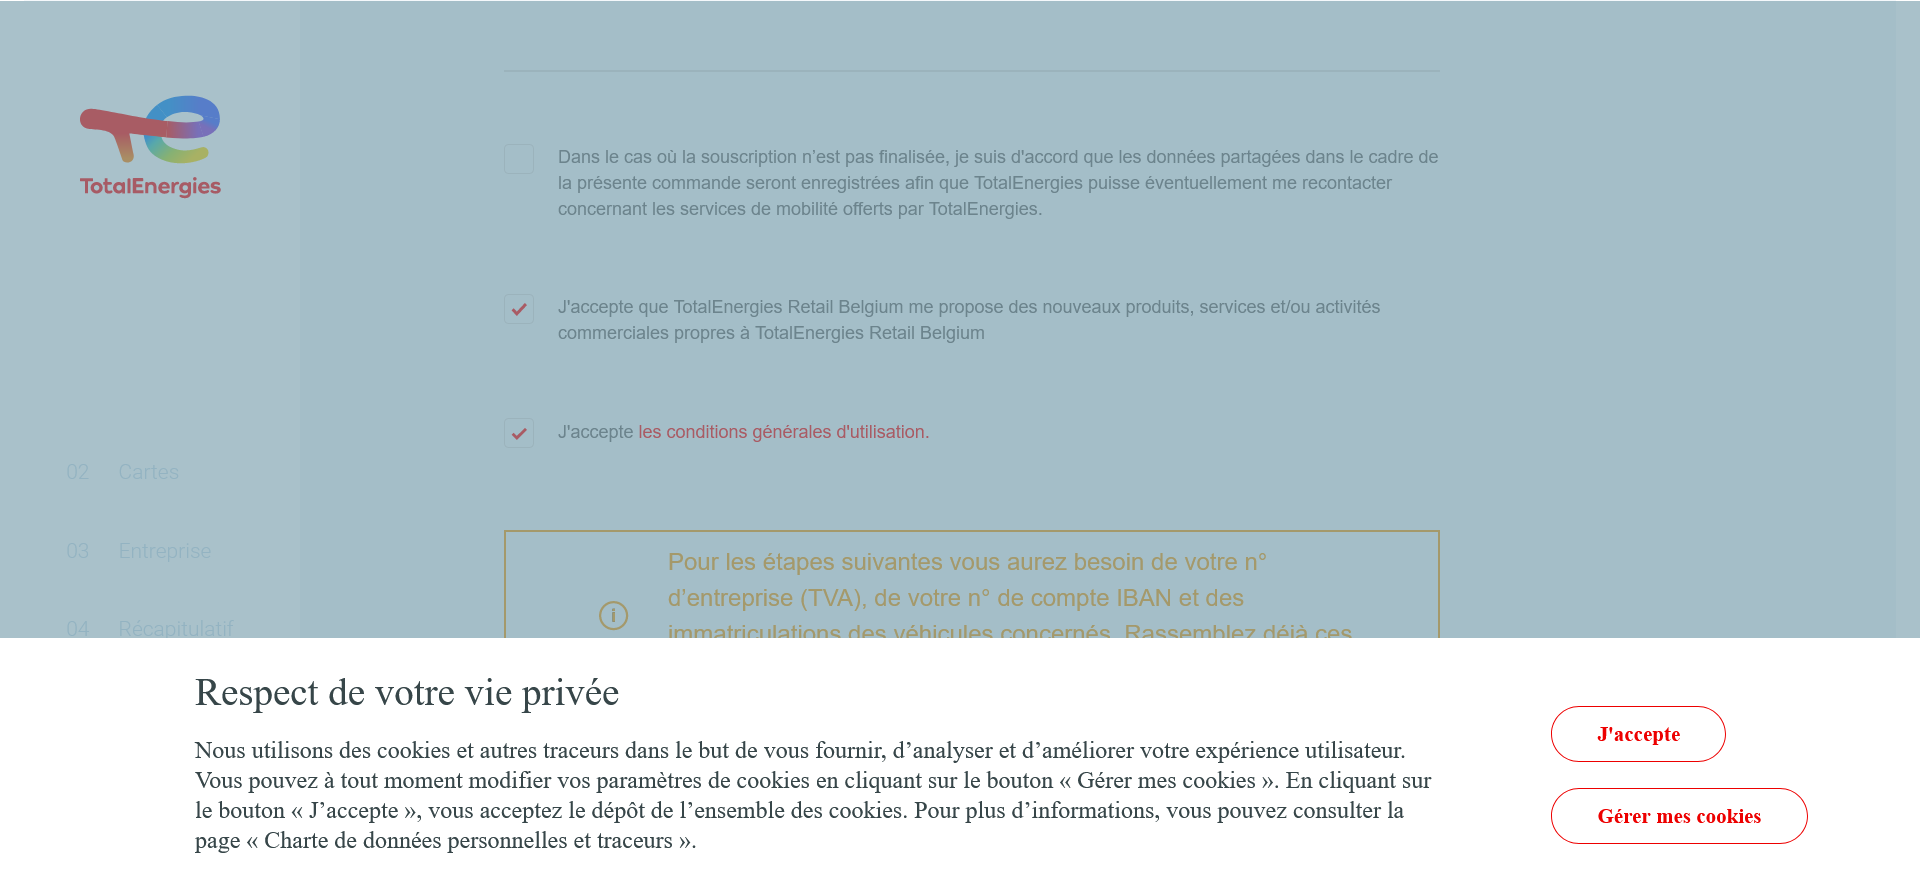 TotalEnergies
Dans le cas où la souscription n’est pas finalisée, je suis d'accord que les données partagées dans le cadre de
la présente commande seront enregistrées afin que TotalEnergies puisse éventuellement me recontacter
concernant les services de mobilité offerts par TotalEnergies.
J'accepte que TotalEnergies Retail Belgium me propose des nouveaux produits, services et/ou activités
commerciales propres à TotalEnergies Retail Belgium
J'accepte les conditions générales d'utilisation.
02 Cartes
03 Entreprise
04 Récapitulatif
Pour les étapes suivantes vous aurez besoin de votre n°
d’entreprise (TVA), de votre n° de compte IBAN et des
immatriculations des véhicules concernés. Rassemblez déjà ces
Respect de votre vie privée
Nous utilisons des cookies et autres traceurs dans le but de vous fournir, d’analyser et d’améliorer votre expérience utilisateur.
Vous pouvez à tout moment modifier vos paramètres de cookies en cliquant sur le bouton « Gérer mes cookies ». En cliquant sur
le bouton « J’accepte », vous acceptez le dépôt de l’ensemble des cookies. Pour plus d’informations, vous pouvez consulter la
page « Charte de données personnelles et traceurs ».
J'accepte
Gérer mes cookies